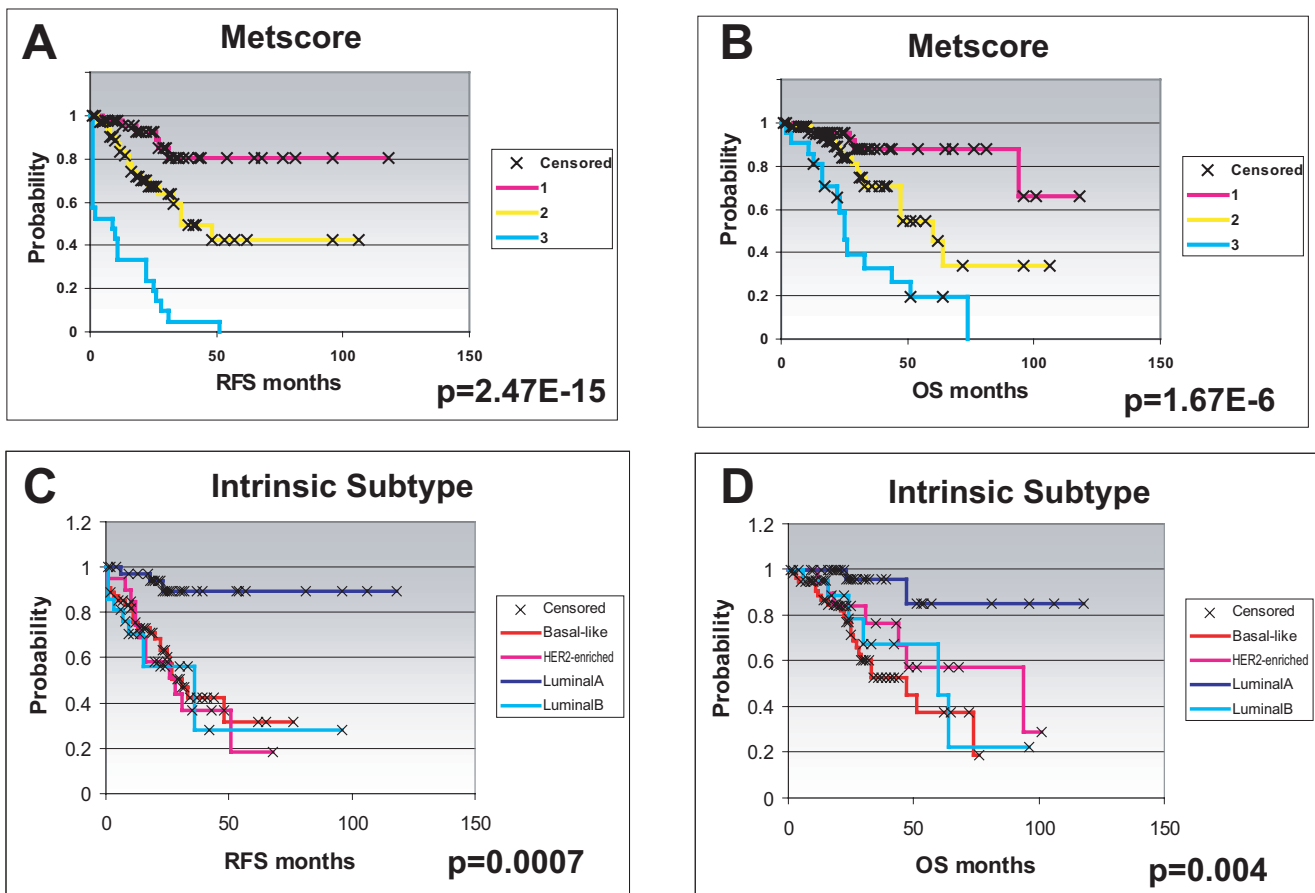 A
Metscore
Probability
1
0.8
0.6
0.4
0.2
0
0
50
100
150
RFS months
Censored
1
2
3
p=2.47E-15
B
Metscore
Probability
1
0.8
0.6
0.4
0.2
0
0
50
100
150
OS months
Censored
1
2
3
p=1.67E-6
C
Intrinsic Subtype
Probability
1.2
1
0.8
0.6
0.4
0.2
0
0
50
100
150
RFS months
Censored
Basal-like
HER2-enriched
LuminalA
LuminalB
p=0.0007
D
Intrinsic Subtype
Probability
1.2
1
0.8
0.6
0.4
0.2
0
0
50
100
150
OS months
Censored
Basal-like
HER2-enriched
LuminalA
LuminalB
p=0.004